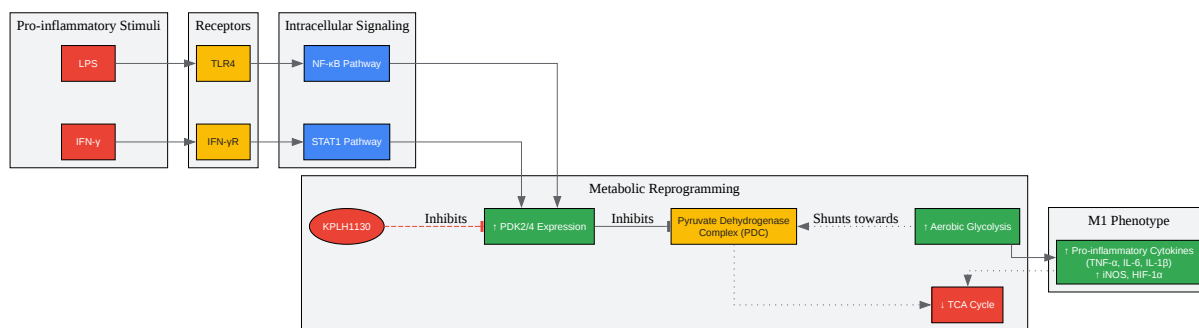 Pro-inflammatory Stimuli
Receptors
Intracellular Signaling
LPS
TLR4
NF-κB Pathway
IFN-γ
IFN-γR
STAT1 Pathway
Metabolic Reprogramming
KPLH1130
Inhibits
↑ PDK2/4 Expression
Inhibits
Pyruvate Dehydrogenase
Complex (PDC)
Shunts towards
↑ Aerobic Glycolysis
↓ TCA Cycle
M1 Phenotype
↑ Pro-inflammatory Cytokines
(TNF-α, IL-6, IL-1β)
↑ iNOS, HIF-1α